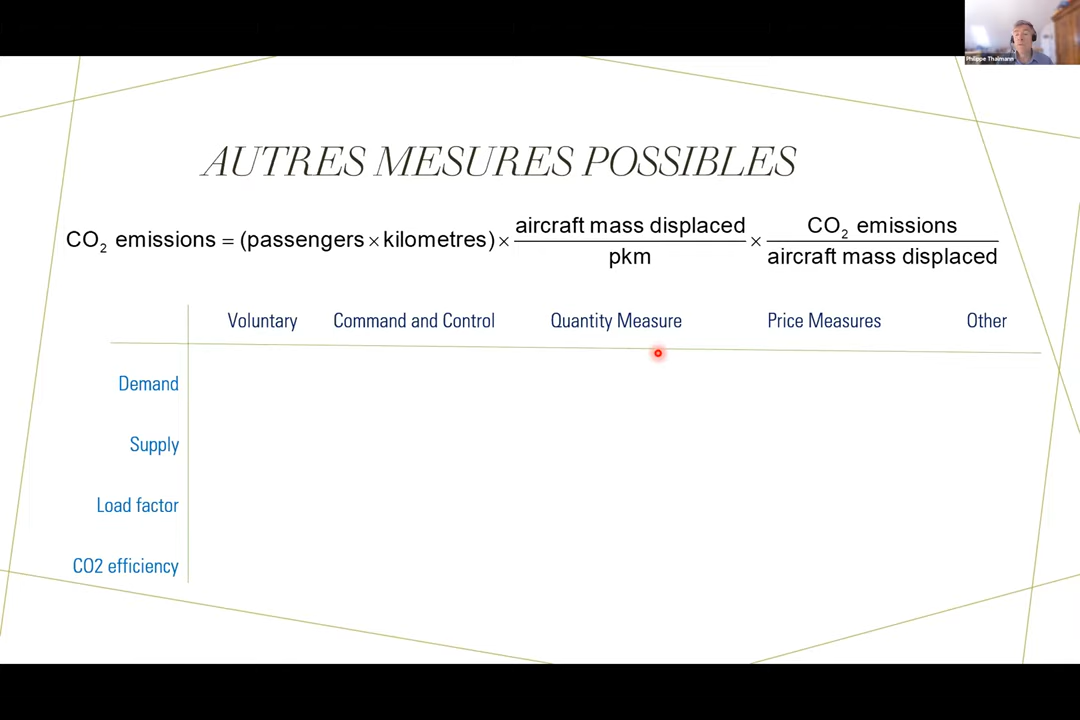 Philippe Thalmann
AUTRES MESURES POSSIBLES
CO₂ emissions = (passengers × kilometres) × aircraft mass displaced / pkm × CO₂ emissions / aircraft mass displaced
Voluntary Command and Control Quantity Measure Price Measures Other
Demand
Supply
Load factor
CO2 efficiency